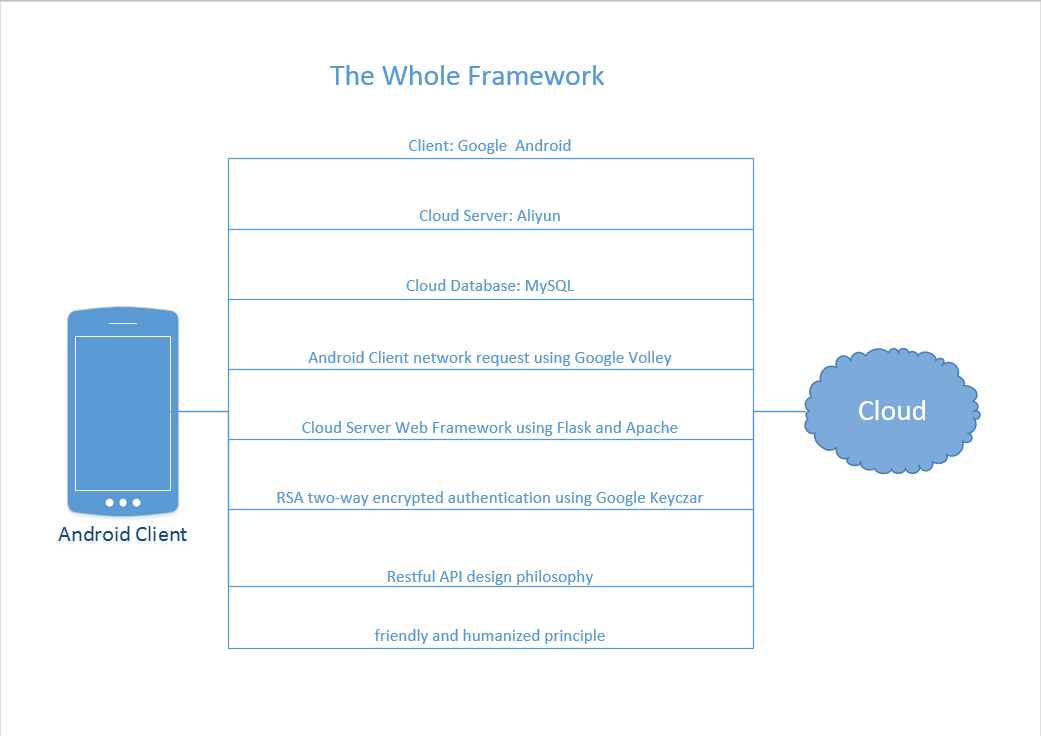 The Whole Framework
Client: Google  Android
Cloud Server: Aliyun
Cloud Database: MySQL
Android Client network request using Google Volley
Cloud Server Web Framework using Flask and Apache
RSA two-way encrypted authentication using Google Keyczar
Restful API design philosophy
friendly and humanized principle
Android Client
Cloud